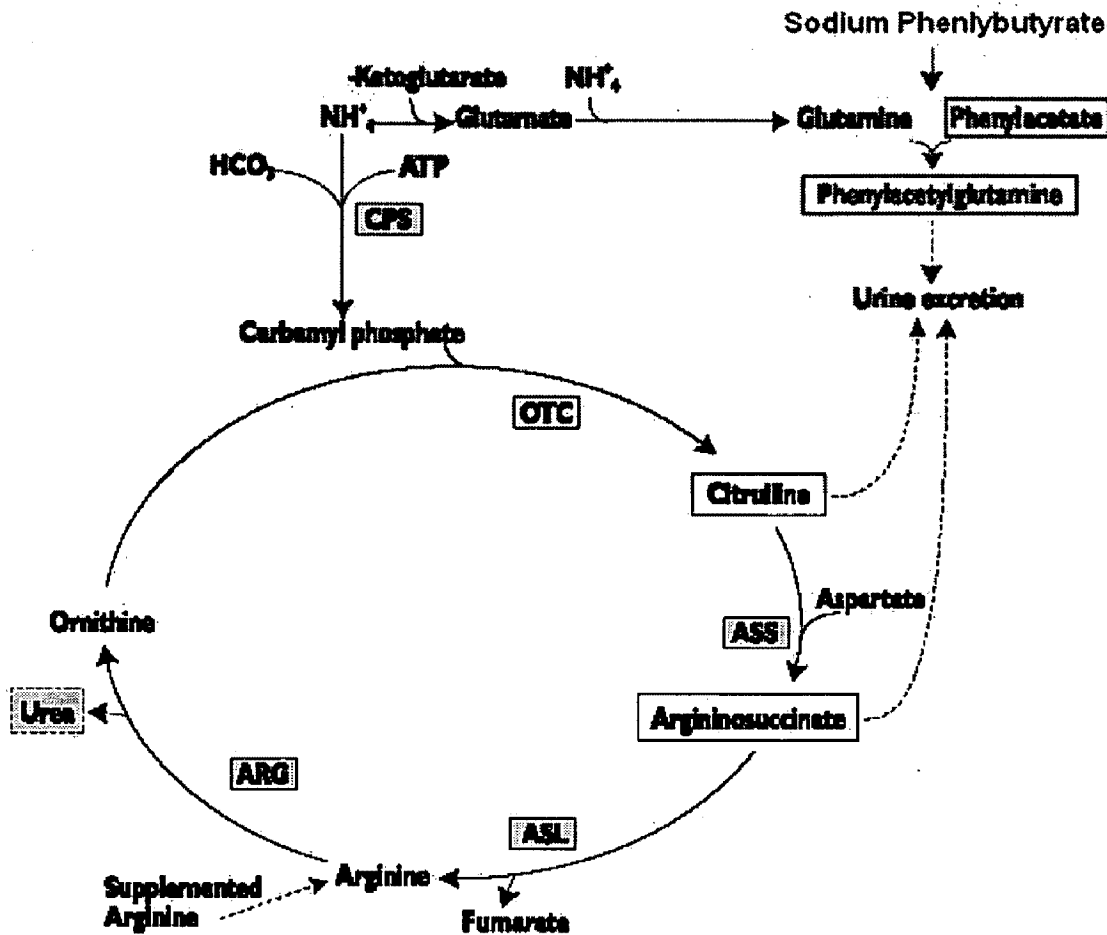 Sodium Phenlybutyrate
-Ketoglutarate
NH⁺₄
NH⁺₄
Glutamate
Glutamine
Phenylacetate
HCO₃
ATP
Phenylacetylglutamine
CPS
Urine excretion
Carbamyl phosphate
OTC
Citrulline
Aspartate
Ornithine
ASS
Urea
Argininosuccinate
ARG
ASL
Arginine
Supplemented
Arginine
Fumarate